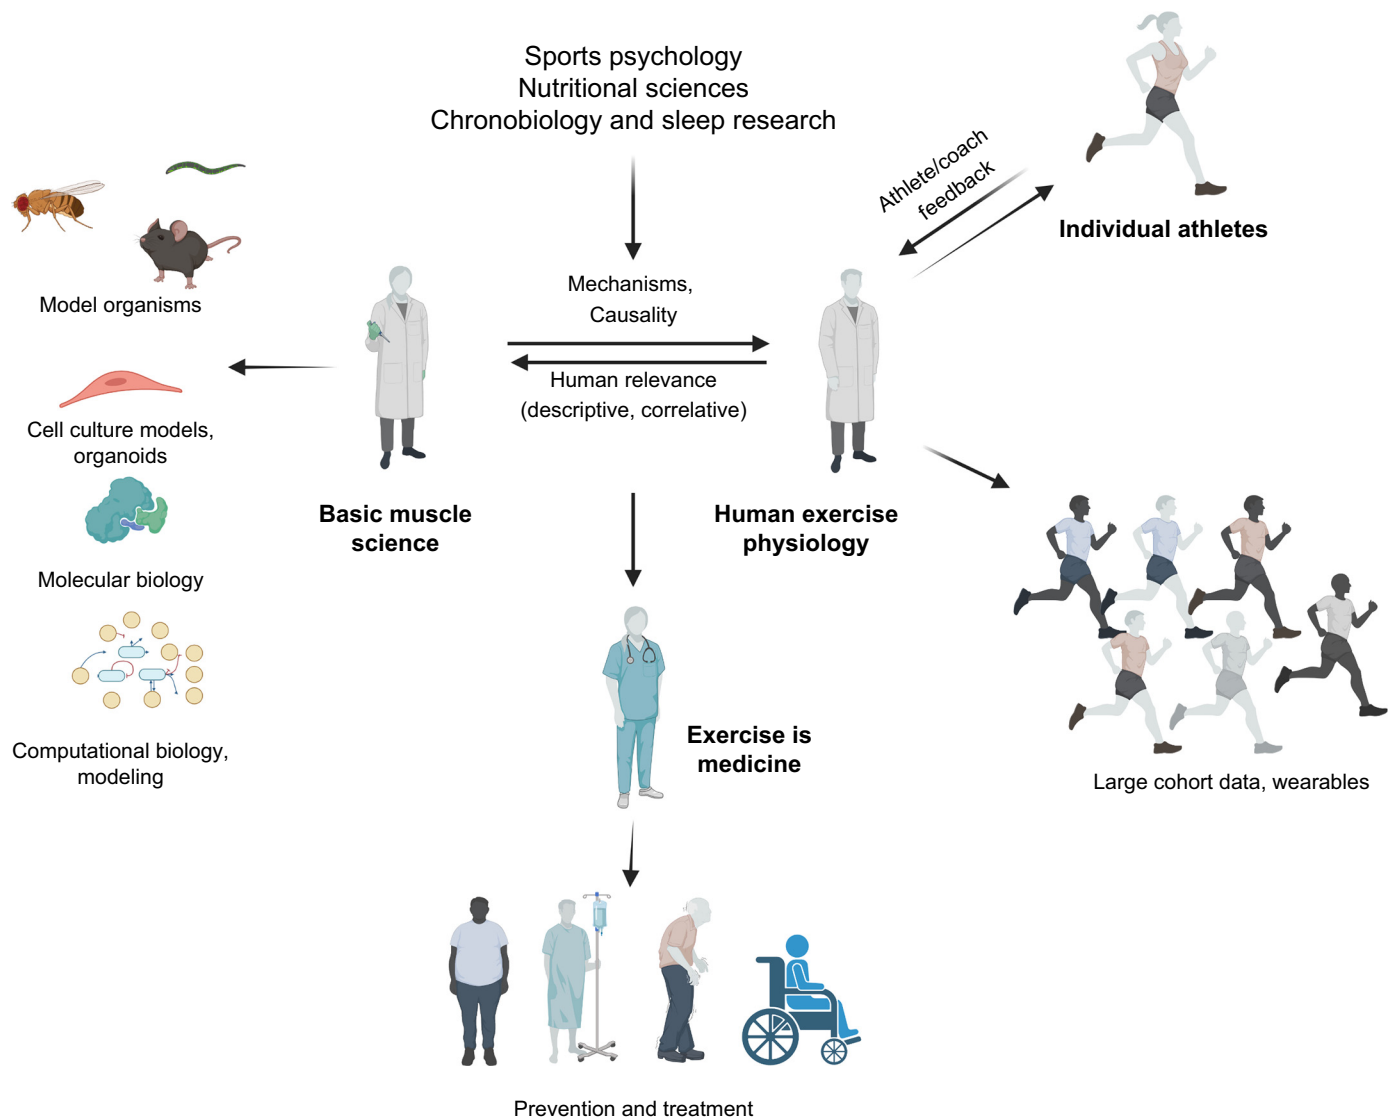 Sports psychology
Nutritional sciences
Chronobiology and sleep research
Athlete/coach
feedback
Individual athletes
Model organisms
Mechanisms,
Causality
Human relevance
(descriptive, correlative)
Cell culture models,
organoids
Basic muscle
science
Human exercise
physiology
Molecular biology
Computational biology,
modeling
Exercise is
medicine
Large cohort data, wearables
Prevention and treatment